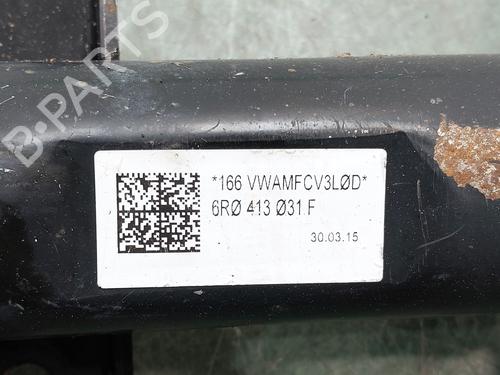 B-PARTS
*166 VWAMFCV3LØD*
6RØ 413 Ø31 F
30.03.15